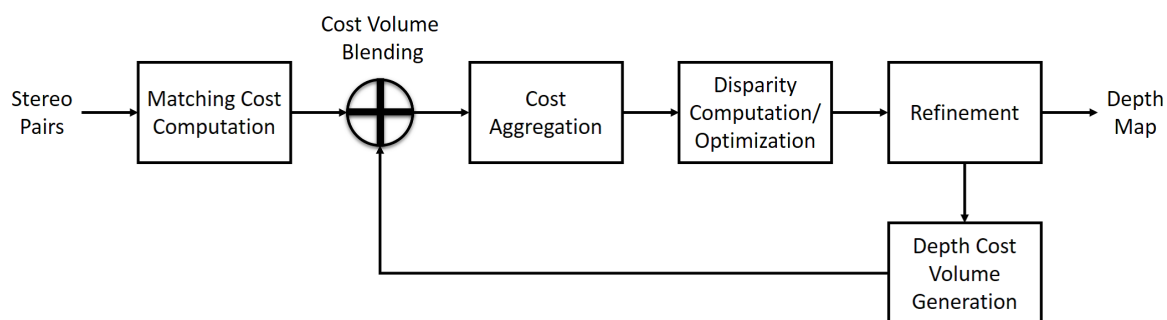 Cost Volume
Blending
Stereo
Pairs
Matching Cost
Computation
Cost
Aggregation
Disparity
Computation/
Optimization
Refinement
Depth
Map
Depth Cost
Volume
Generation